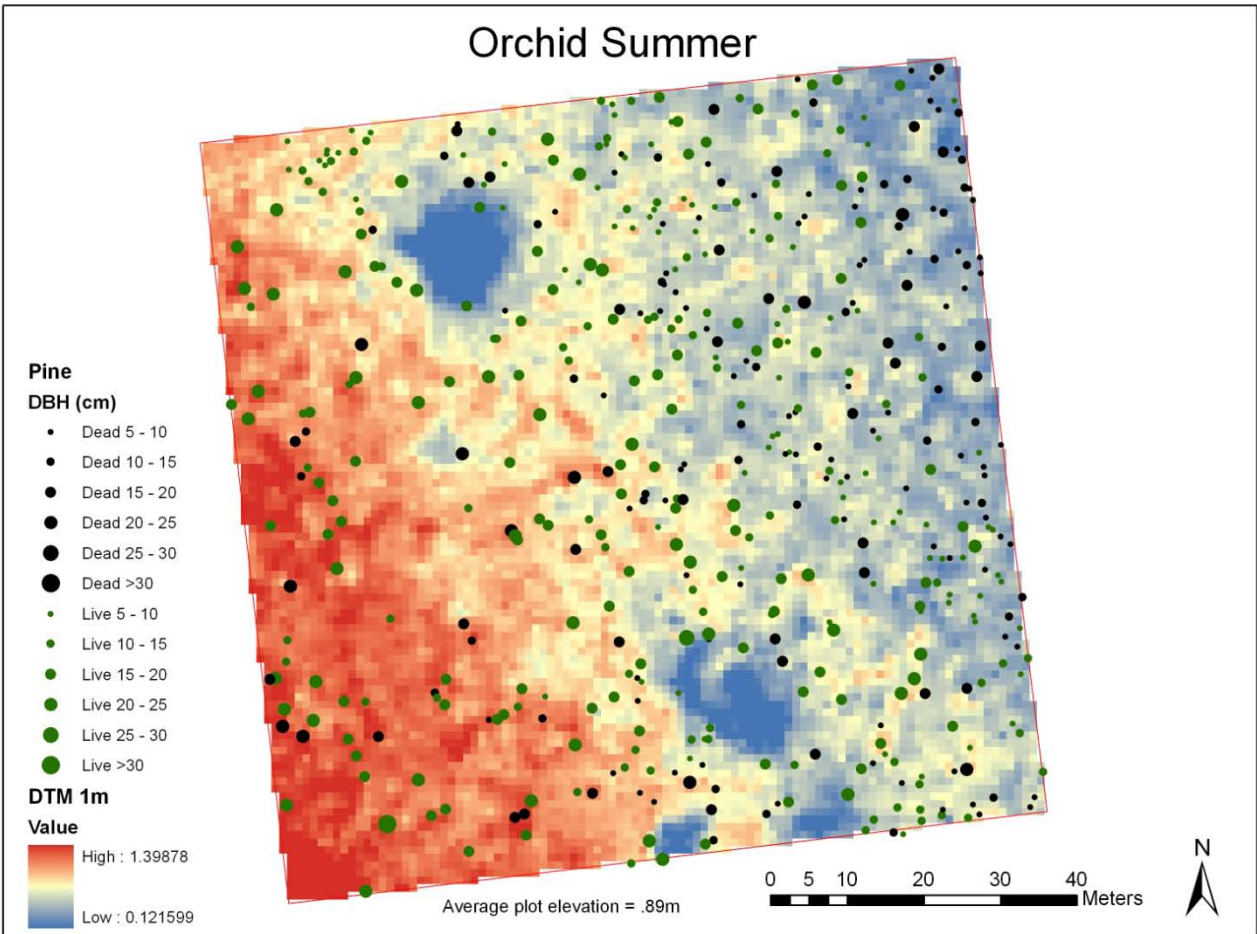 Orchid Summer
Pine
DBH (cm)
Dead 5 - 10
Dead 10 - 15
Dead 15 - 20
Dead 20 - 25
Dead 25 - 30
Dead >30
Live 5 - 10
Live 10 - 15
Live 15 - 20
Live 20 - 25
Live 25 - 30
Live >30
DTM 1m
Value
High : 1.39878
Low : 0.121599
Average plot elevation = .89m
0 5 10 20 30 40
Meters
N